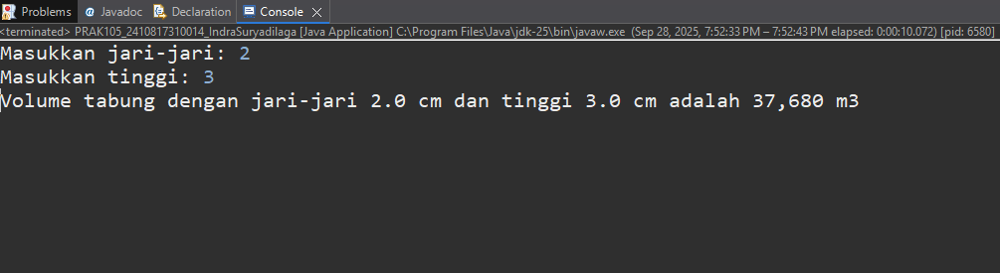 Problems @ Javadoc Declaration Console
<terminated> PRAK105_2410817310014_IndraSuryadilaga [Java Application] C:\Program Files\Java\jdk-25\bin\javaw.exe (Sep 28, 2025, 7:52:33 PM – 7:52:43 PM elapsed: 0:00:10.072) [pid: 6580]
Masukkan jari-jari: 2
Masukkan tinggi: 3
Volume tabung dengan jari-jari 2.0 cm dan tinggi 3.0 cm adalah 37,680 m3